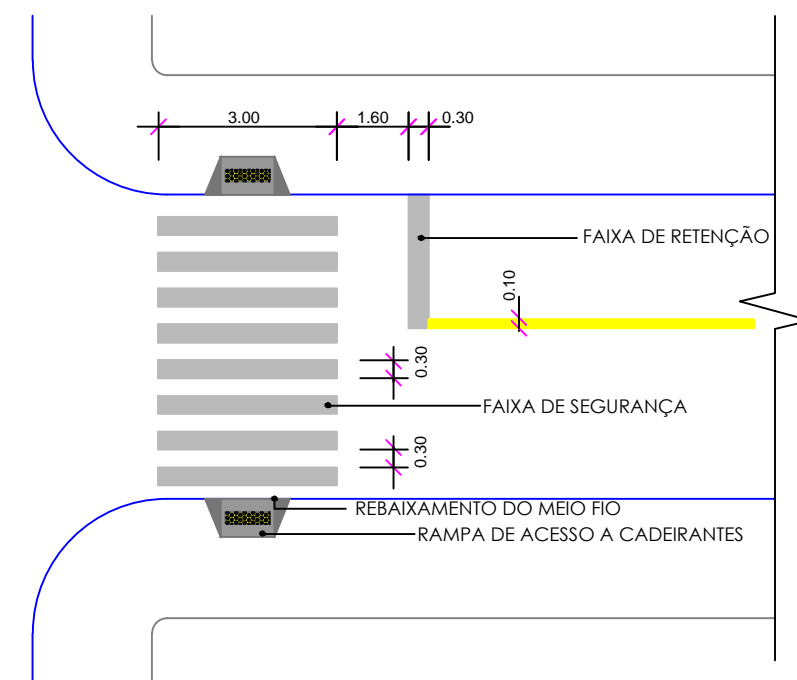 3.00
1.60
0.30
FAIXA DE RETENÇÃO
0.10
0.30
FAIXA DE SEGURANÇA
0.30
REBAIXAMENTO DO MEIO FIO
RAMPA DE ACESSO A CADEIRANTES